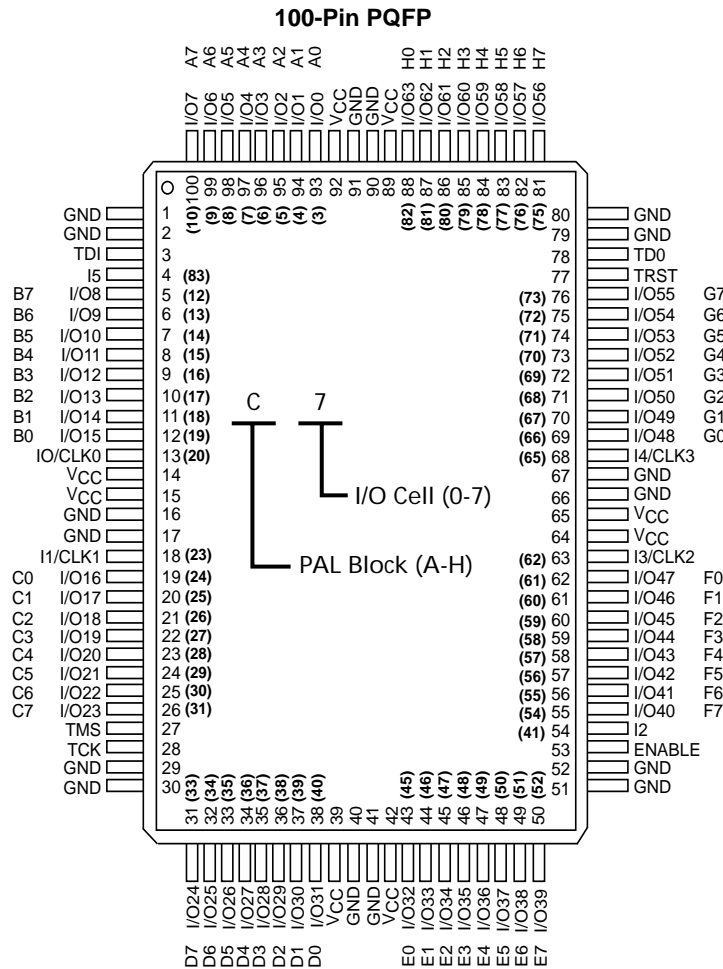 100-Pin PQFP
A7 A6 A5 A4 A3 A2 A1 A0 H0 H1 H2 H3 H4 H5 H6 H7
I/O7 I/O6 I/O5 I/O4 I/O3 I/O2 I/O1 I/O0 VCC GND GND VCC I/O63 I/O62 I/O61 I/O60 I/O59 I/O58 I/O57 I/O56
100 99 98 97 96 95 94 93 92 91 90 89 88 87 86 85 84 83 82 81
(10) (9) (8) (7) (6) (5) (4) (3) (82) (81) (80) (79) (78) (77) (76) (75)
GND 1 80 GND
GND 2 79 GND
TDI 3 78 TD0
I5 4 (83) 77 TRST
B7 I/O8 5 (12) (73) 76 I/O55 G7
B6 I/O9 6 (13) (72) 75 I/O54 G6
B5 I/O10 7 (14) (71) 74 I/O53 G5
B4 I/O11 8 (15) (70) 73 I/O52 G4
B3 I/O12 9 (16) (69) 72 I/O51 G3
B2 I/O13 10 (17) (68) 71 I/O50 G2
B1 I/O14 11 (18) (67) 70 I/O49 G1
B0 I/O15 12 (19) (66) 69 I/O48 G0
IO/CLK0 13 (20) (65) 68 I4/CLK3
VCC 14 67 GND
VCC 15 66 GND
GND 16 65 VCC
GND 17 64 VCC
I1/CLK1 18 (23) (62) 63 I3/CLK2
C0 I/O16 19 (24) (61) 62 I/O47 F0
C1 I/O17 20 (25) (60) 61 I/O46 F1
C2 I/O18 21 (26) (59) 60 I/O45 F2
C3 I/O19 22 (27) (58) 59 I/O44 F3
C4 I/O20 23 (28) (57) 58 I/O43 F4
C5 I/O21 24 (29) (56) 57 I/O42 F5
C6 I/O22 25 (30) (55) 56 I/O41 F6
C7 I/O23 26 (31) (54) 55 I/O40 F7
TMS 27 (41) 54 I2
TCK 28 53 ENABLE
GND 29 52 GND
GND 30 51 GND
C 7
I/O Cell (0-7)
PAL Block (A-H)
(33) (34) (35) (36) (37) (38) (39) (40) (45) (46) (47) (48) (49) (50) (51) (52)
31 32 33 34 35 36 37 38 39 40 41 42 43 44 45 46 47 48 49 50
I/O24 I/O25 I/O26 I/O27 I/O28 I/O29 I/O30 I/O31 VCC GND GND VCC I/O32 I/O33 I/O34 I/O35 I/O36 I/O37 I/O38 I/O39
D7 D6 D5 D4 D3 D2 D1 D0 E0 E1 E2 E3 E4 E5 E6 E7